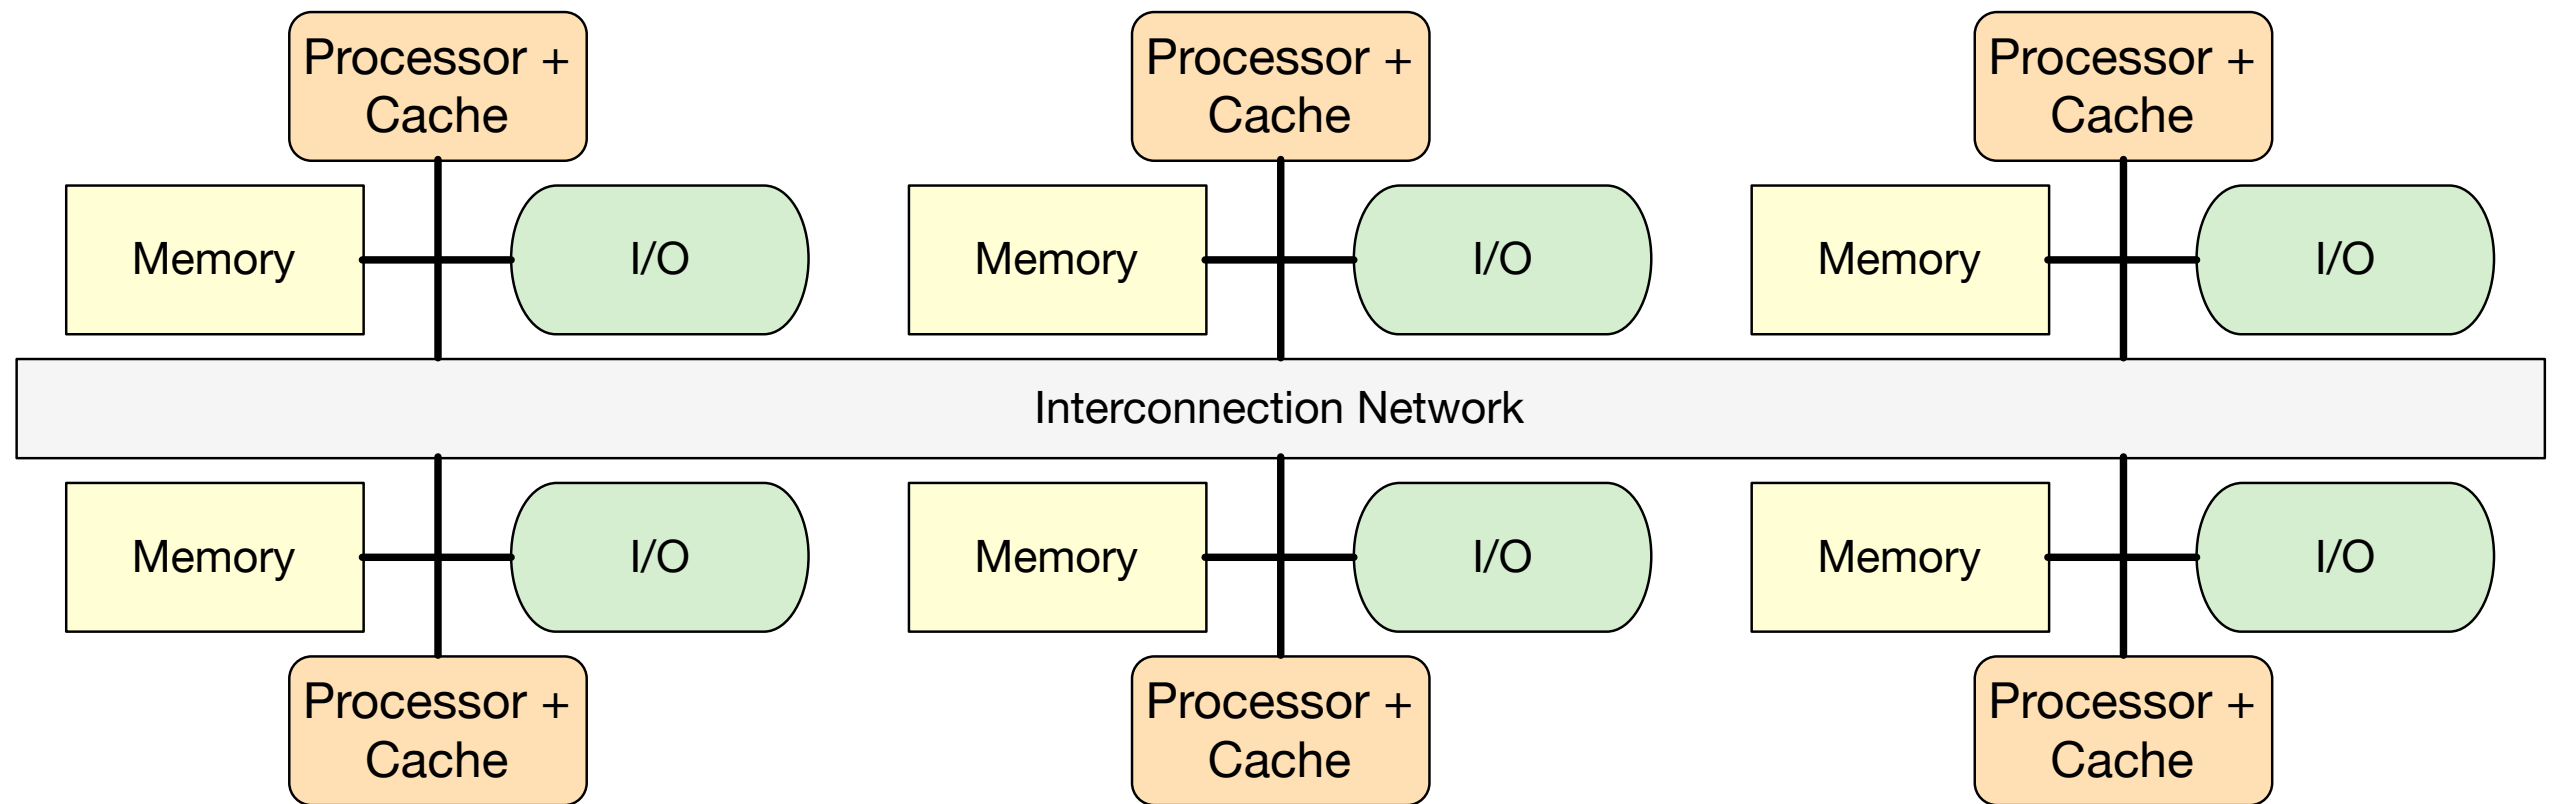 Processor +
Cache
Processor +
Cache
Processor +
Cache
Memory
I/O
Memory
I/O
Memory
I/O
Interconnection Network
Memory
I/O
Memory
I/O
Memory
I/O
Processor +
Cache
Processor +
Cache
Processor +
Cache